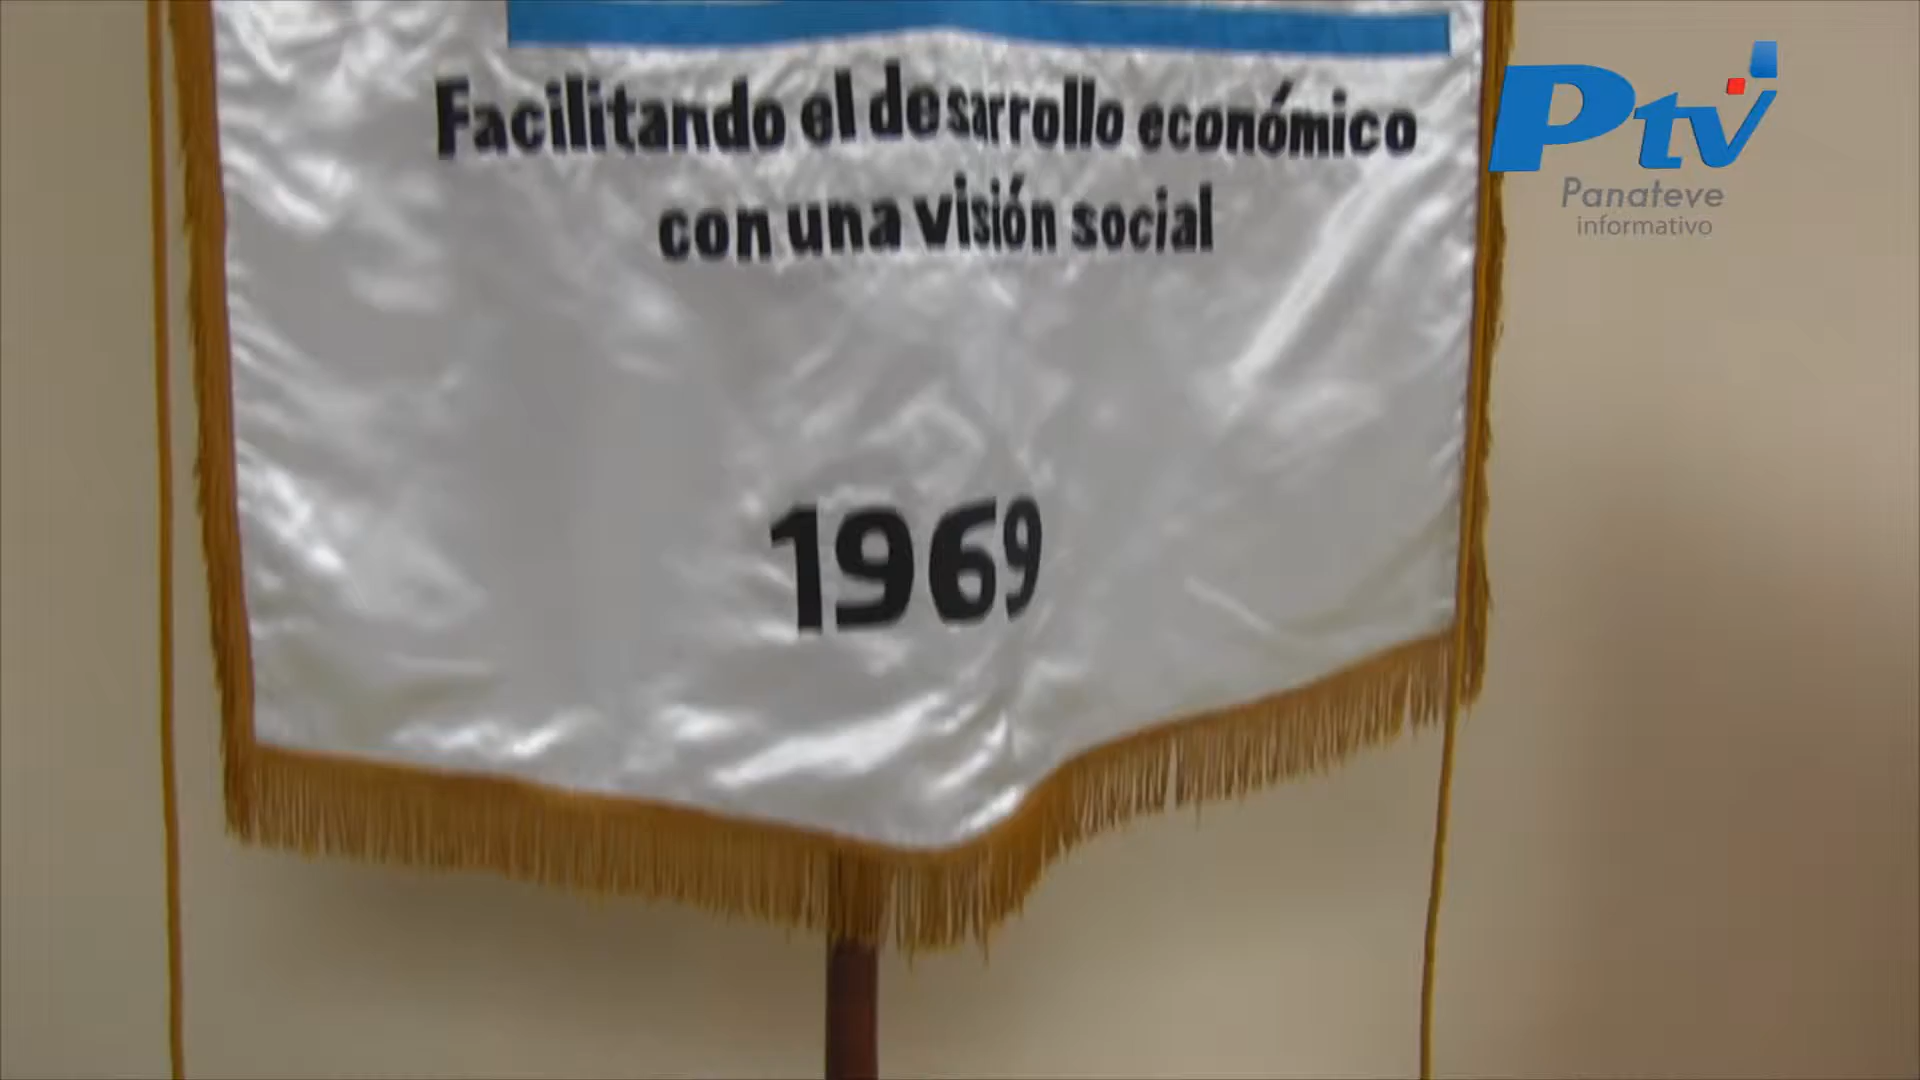 Facilitando el desarrollo económico
con una visión social
1969
Ptv
Panateve
informativo